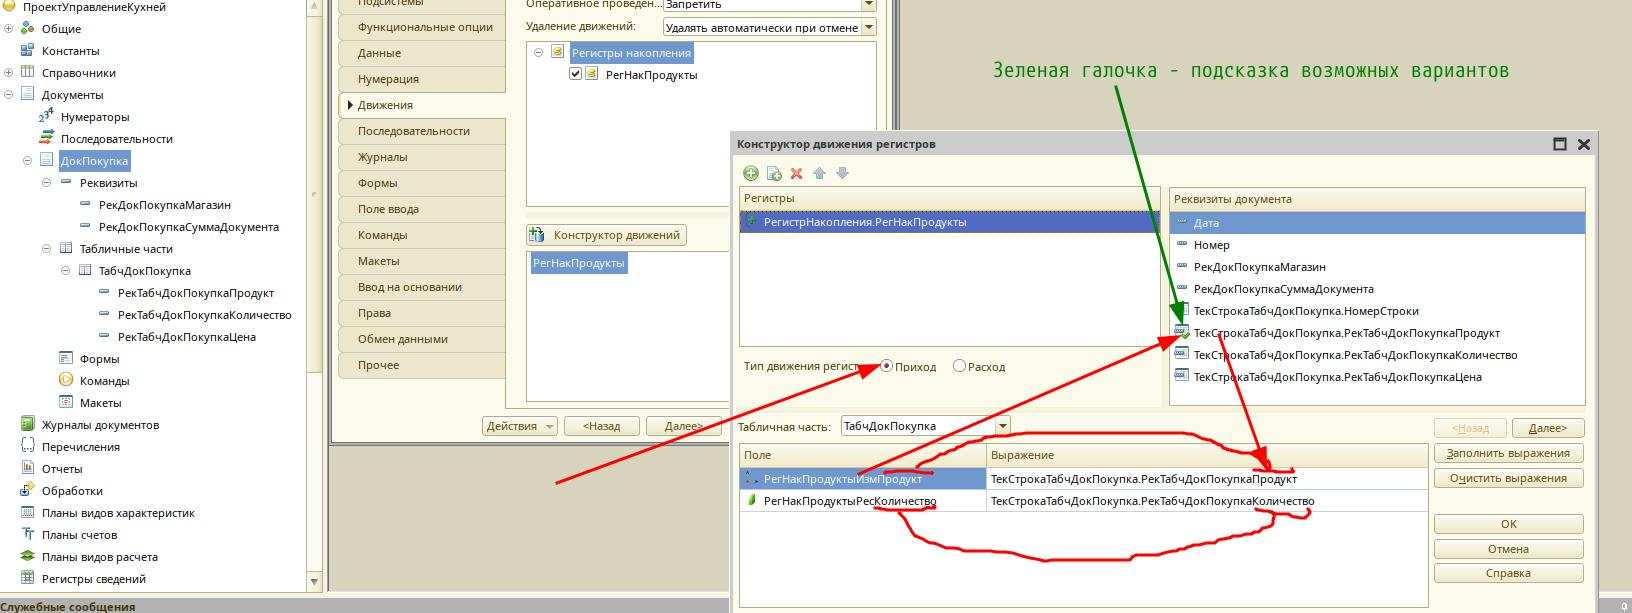 ПроектУправлениеКухней
Общие
Константы
Справочники
Документы
Нумераторы
Последовательности
ДокПокупка
Реквизиты
РекДокПокупкаМагазин
РекДокПокупкаСуммаДокумента
Табличные части
ТабчДокПокупка
РекТабчДокПокупкаПродукт
РекТабчДокПокупкаКоличество
РекТабчДокПокупкаЦена
Формы
Команды
Макеты
Журналы документов
Перечисления
Отчеты
Обработки
Планы видов характеристик
Планы счетов
Планы видов расчета
Регистры сведений
Служебные сообщения
Подсистемы
Функциональные опции
Данные
Нумерация
Движения
Последовательности
Журналы
Формы
Поле ввода
Команды
Макеты
Ввод на основании
Права
Обмен данными
Прочее
Оперативное проведен... Запретить
Удаление движений: Удалять автоматически при отмене
Регистры накопления
РегНакПродукты
Конструктор движений
РегНакПродукты
Действия <Назад Далее>
Зеленая галочка - подсказка возможных вариантов
Конструктор движения регистров
Регистры
РегистрНакопления.РегНакПродукты
Реквизиты документа
Дата
Номер
РекДокПокупкаМагазин
РекДокПокупкаСуммаДокумента
ТекСтрокаТабчДокПокупка.НомерСтроки
ТекСтрокаТабчДокПокупка.РекТабчДокПокупкаПродукт
ТекСтрокаТабчДокПокупка.РекТабчДокПокупкаКоличество
ТекСтрокаТабчДокПокупка.РекТабчДокПокупкаЦена
Тип движения регист Приход Расход
Табличная часть: ТабчДокПокупка
<Назад Далее>
Поле Выражение
РегНакПродуктыИзмПродукт ТекСтрокаТабчДокПокупка.РекТабчДокПокупкаПродукт
РегНакПродуктыРесКоличество ТекСтрокаТабчДокПокупка.РекТабчДокПокупкаКоличество
Заполнить выражения
Очистить выражения
ОК
Отмена
Справка